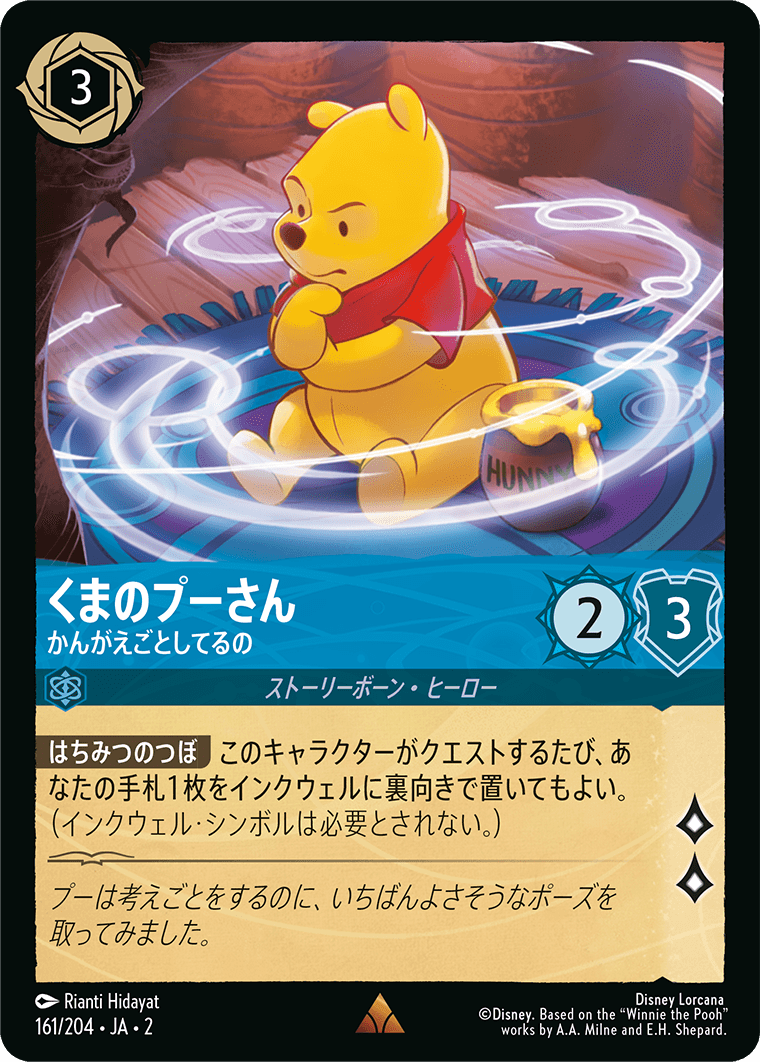 3
HUNNY
くまのプーさん
かんがえごとしてるの
2
3
ストーリーボーン・ヒーロー
はちみつのつぼ このキャラクターがクエストするたび、あ
なたの手札1枚をインクウェルに裏向きで置いてもよい。
（インクウェル・シンボルは必要とされない。）
プーは考えごとをするのに、いちばんよさそうなポーズを
取ってみました。
Rianti Hidayat
161/204 • JA • 2
Disney Lorcana
©Disney. Based on the “Winnie the Pooh”
works by A.A. Milne and E.H. Shepard.